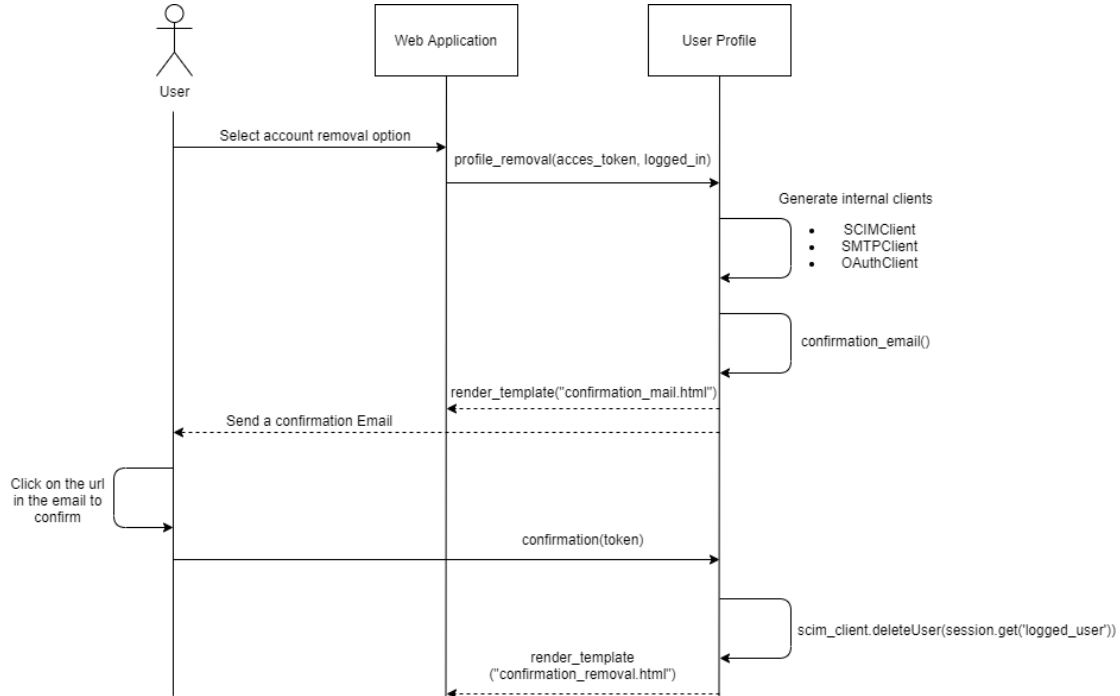 Web Application
User Profile
User
Select account removal option
profile_removal(acces_token, logged_in)
Generate internal clients
• SCIMClient
• SMTPClient
• OAuthClient
confirmation_email()
render_template("confirmation_mail.html")
Send a confirmation Email
Click on the url
in the email to
confirm
confirmation(token)
scim_client.deleteUser(session.get('logged_user'))
render_template
("confirmation_removal.html")